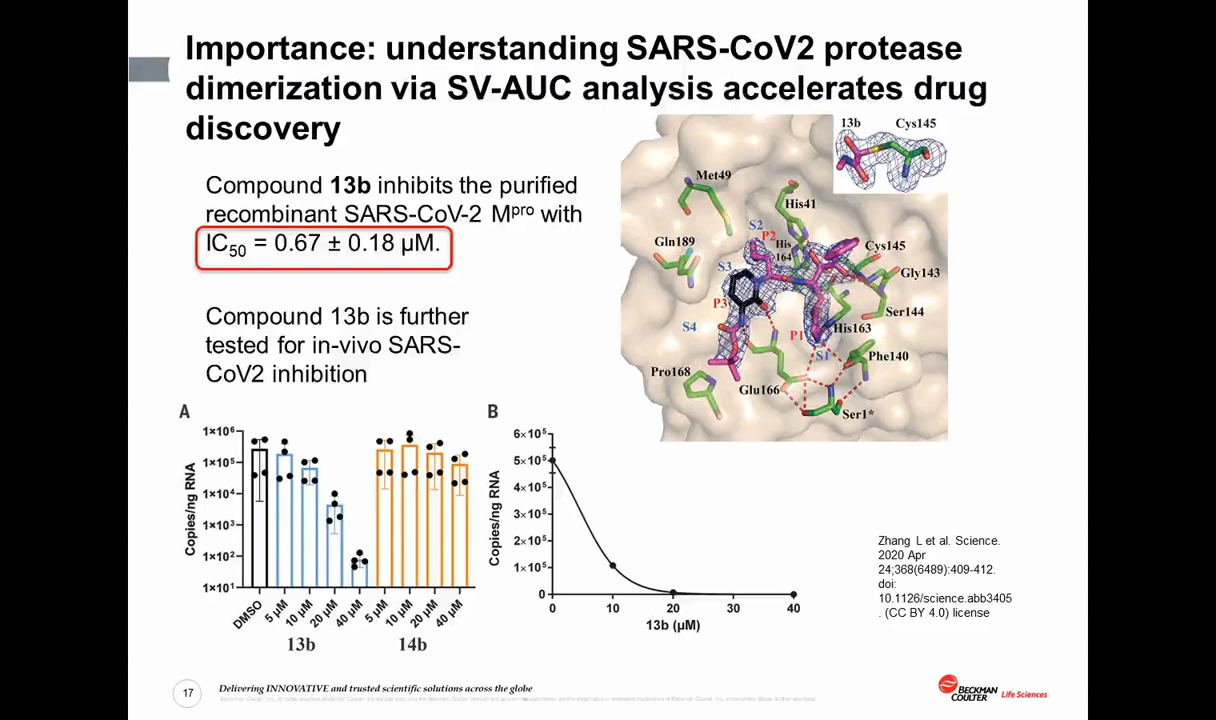 Importance: understanding SARS-CoV2 protease
dimerization via SV-AUC analysis accelerates drug
discovery
Compound 13b inhibits the purified
recombinant SARS-CoV-2 Mpro with
IC50 = 0.67 ± 0.18 µM.
Compound 13b is further
tested for in-vivo SARS-
CoV2 inhibition
13b
Cys145
Met49
His41
S2
P2
His
164
Gln189
Cys145
S3
Gly143
P3
Ser144
S4
P1
His163
S1
Phe140
Pro168
Glu166
Ser1*
A
Copies/ng RNA
1×10⁶
1×10⁵
1×10⁴
1×10³
1×10²
1×10¹
DMSO
5 µM
10 µM
20 µM
40 µM
5 µM
10 µM
20 µM
40 µM
13b
14b
B
Copies/ng RNA
6×10⁵
5×10⁵
4×10⁵
3×10⁵
2×10⁵
1×10⁵
0
0
10
20
30
40
13b (µM)
Zhang L et al. Science.
2020 Apr
24;368(6489):409-412.
doi:
10.1126/science.abb3405
. (CC BY 4.0) license
17
Delivering INNOVATIVE and trusted scientific solutions across the globe
BECKMAN
COULTER
Life Sciences